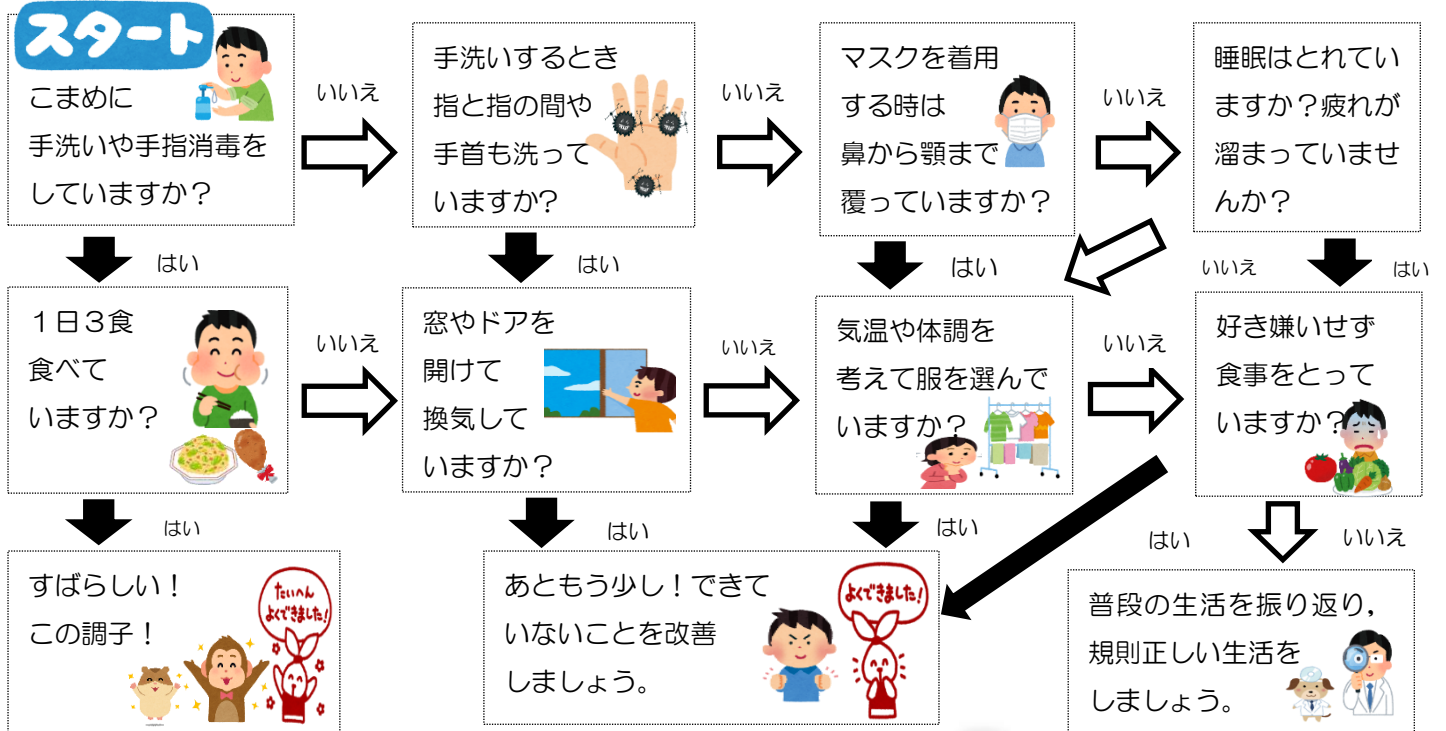 スタート
こまめに
手洗いや手指消毒を
していますか？
いいえ
手洗いするとき
指と指の間や
手首も洗って
いますか?
いいえ
マスクを着用
する時は
鼻から顎まで
覆っていますか？
いいえ
睡眠はとれてい
ますか？疲れが
溜まっていませ
んか？
はい
はい
はい
いいえ
はい
１日３食
食べて
いますか？
いいえ
窓やドアを
開けて
換気して
いますか？
いいえ
気温や体調を
考えて服を選んで
いますか？
いいえ
好き嫌いせず
食事をとって
いますか？
はい
はい
はい
はい
いいえ
すばらしい！
この調子！
たいへん
よくできました!
あともう少し！できて
いないことを改善
しましょう。
よくできました!
普段の生活を振り返り，
規則正しい生活を
しましょう。